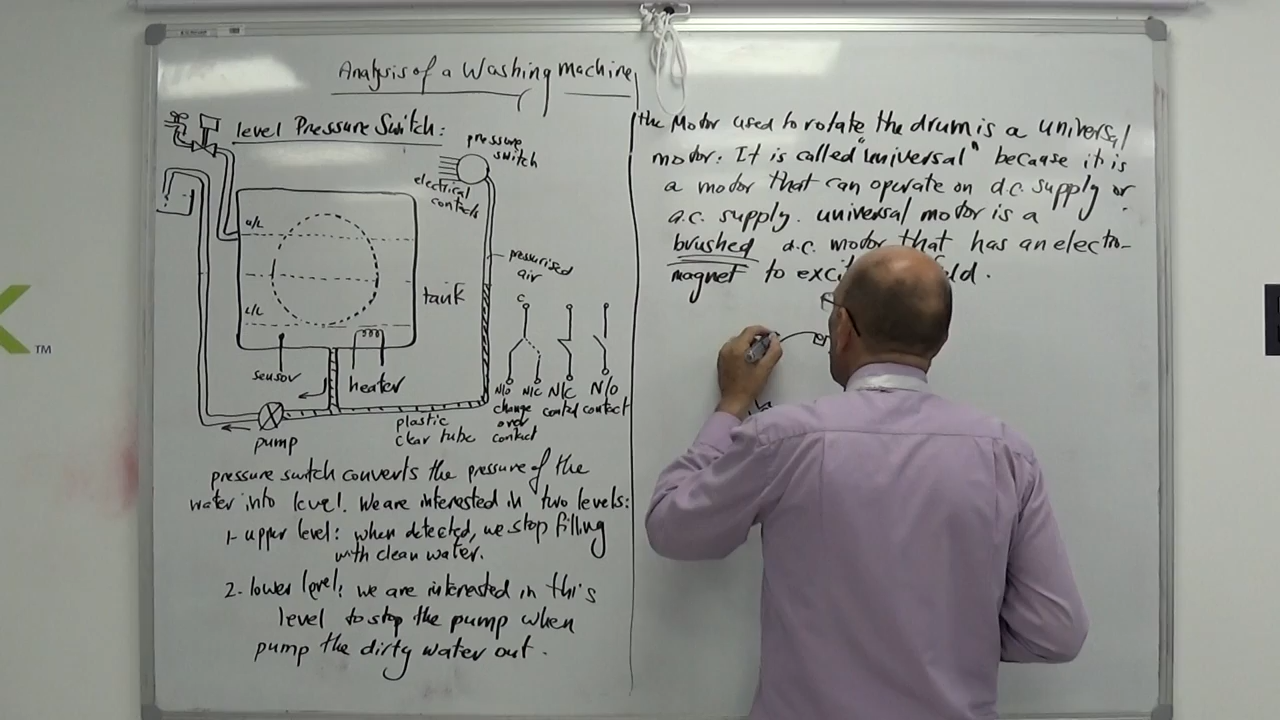 Analysis of a Washing Machine
level Pressure Switch:
pressure
switch
electrical
contacts
pressurised
air
U/L
L/L
tank
sensor
heater
pump
plastic
clear tube
C
N/O N/C N/C N/O
change
over
contact
contact contact
pressure switch converts the pressure of the
water into level. We are interested in two levels:
1- upper level: when detected, we stop filling
with clean water.
2- lower level: we are interested in this
level to stop the pump when
pump the dirty water out.
the Motor used to rotate the drum is a universal
motor: It is called "universal" because it is
a motor that can operate on d.c. supply or
a.c. supply. universal motor is a
brushed d.c. motor that has an electro-
magnet to
TM